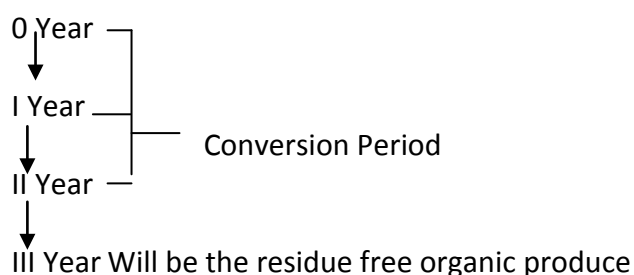 0 Year
I Year
Conversion Period
II Year
III Year Will be the residue free organic produce